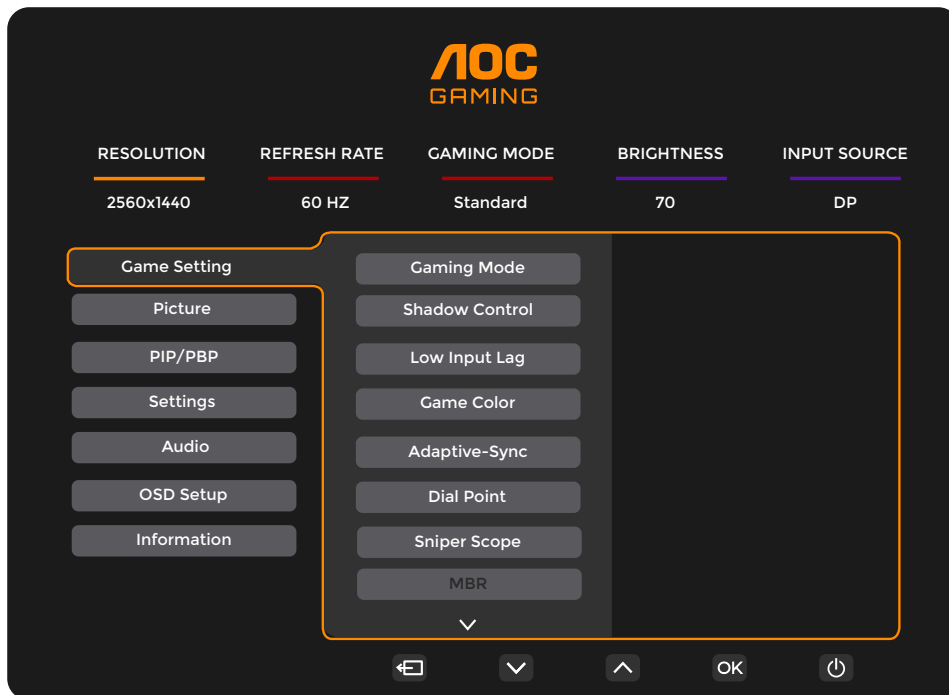 AOC
GAMING
RESOLUTION REFRESH RATE GAMING MODE BRIGHTNESS INPUT SOURCE
2560x1440 60 HZ Standard 70 DP
Game Setting
Picture
PIP/PBP
Settings
Audio
OSD Setup
Information
Gaming Mode
Shadow Control
Low Input Lag
Game Color
Adaptive-Sync
Dial Point
Sniper Scope
MBR
OK